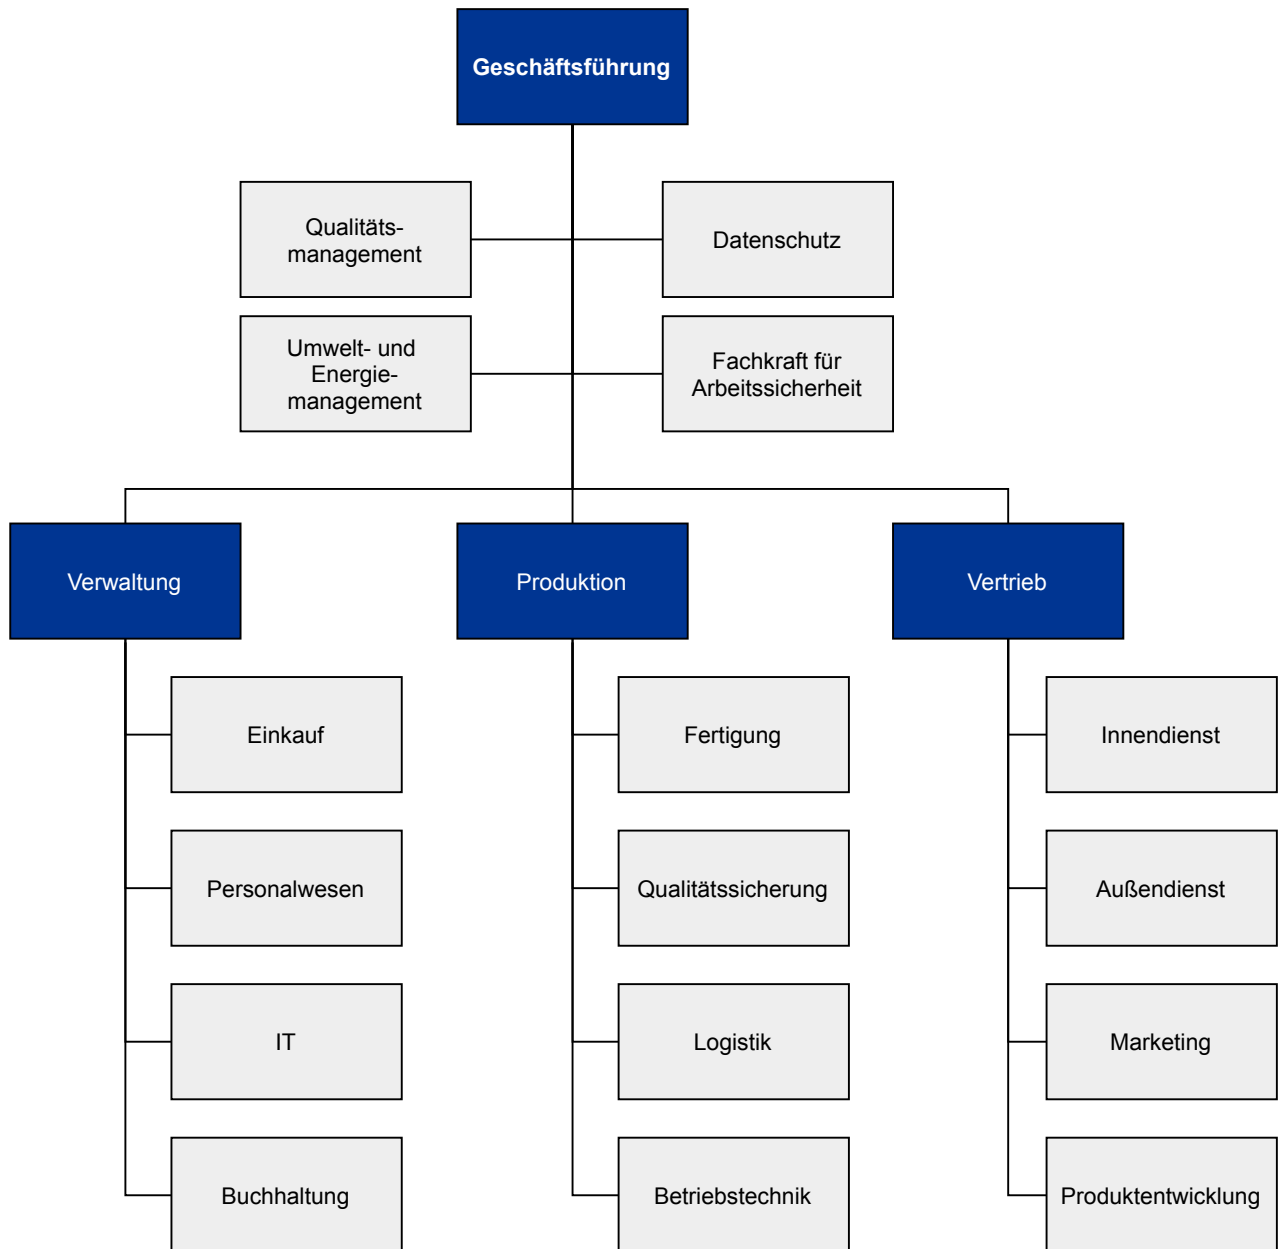 Geschäftsführung
Qualitäts-
management
Datenschutz
Umwelt- und
Energie-
management
Fachkraft für
Arbeitssicherheit
Verwaltung
Produktion
Vertrieb
Einkauf
Fertigung
Innendienst
Personalwesen
Qualitätssicherung
Außendienst
IT
Logistik
Marketing
Buchhaltung
Betriebstechnik
Produktentwicklung